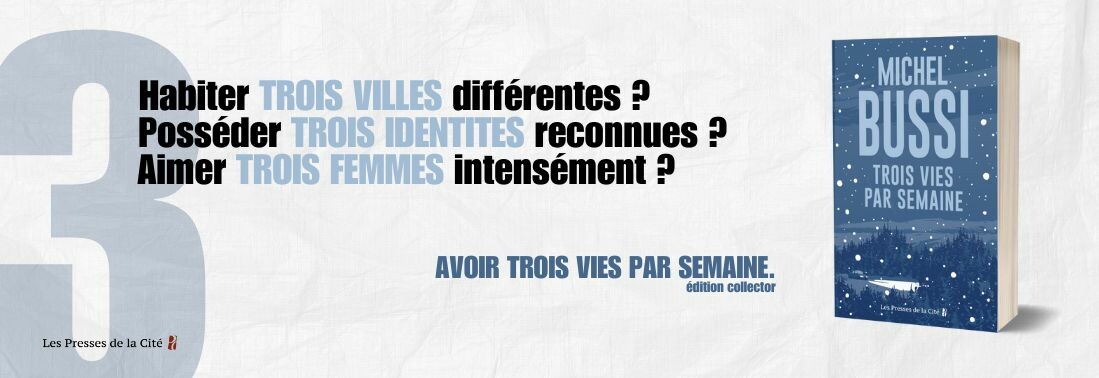 3
Habiter TROIS VILLES différentes ?
Posséder TROIS IDENTITES reconnues ?
Aimer TROIS FEMMES intensément ?
AVOIR TROIS VIES PAR SEMAINE.
édition collector
Les Presses de la Cité
MICHEL
BUSSI
TROIS VIES
PAR SEMAINE
Les Presses de la Cité